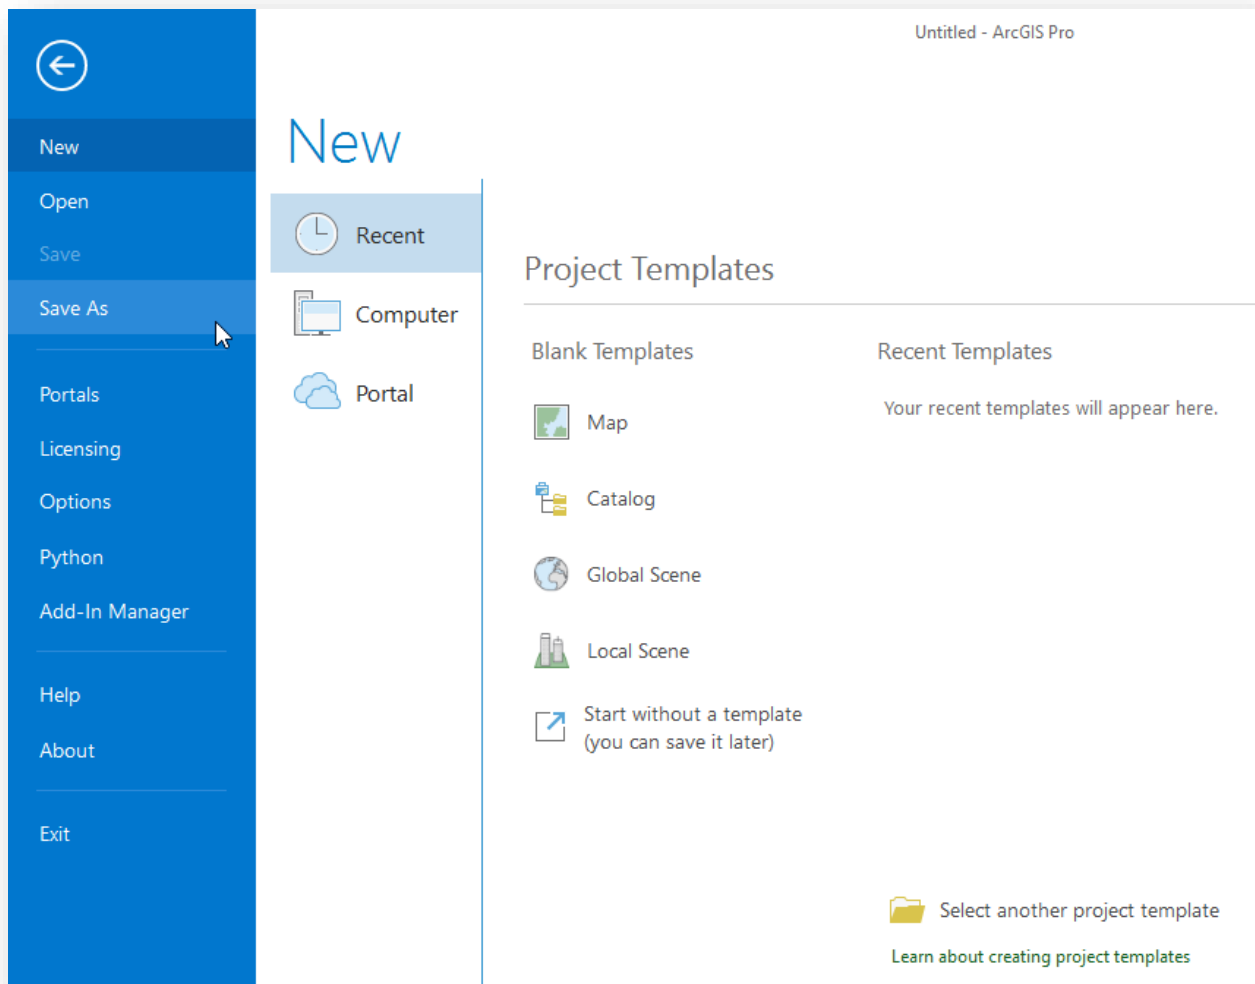 Untitled - ArcGIS Pro
New
Open
Save
Save As
Portals
Licensing
Options
Python
Add-In Manager
Help
About
Exit
New
Recent
Computer
Portal
Project Templates
Blank Templates
Map
Catalog
Global Scene
Local Scene
Start without a template
(you can save it later)
Recent Templates
Your recent templates will appear here.
Select another project template
Learn about creating project templates